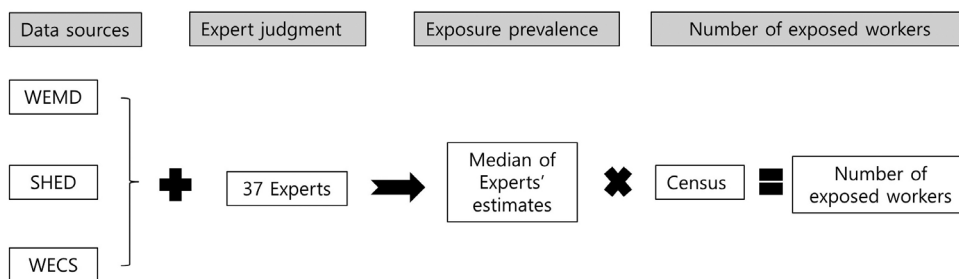 Data sources
Expert judgment
Exposure prevalence
Number of exposed workers
WEMD
SHED
WECS
37 Experts
Median of
Experts’
estimates
Census
Number of
exposed workers